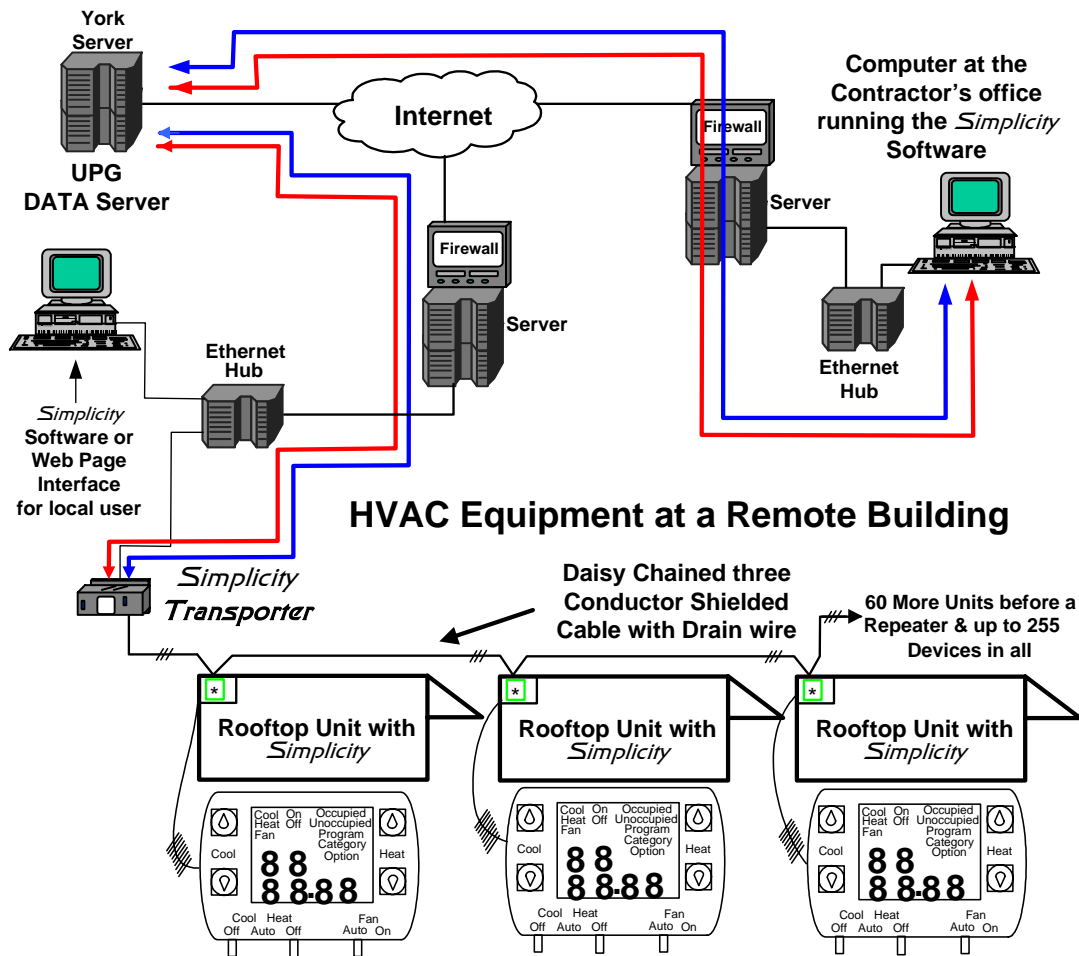 York
Server
UPG
DATA Server
Internet
Firewall
Server
Computer at the
Contractor's office
running the Simplicity
Software
Ethernet
Hub
Firewall
Server
Ethernet
Hub
Simplicity
Software or
Web Page
Interface
for local user
HVAC Equipment at a Remote Building
Simplicity
Transporter
Daisy Chained three
Conductor Shielded
Cable with Drain wire
60 More Units before a
Repeater & up to 255
Devices in all
*
Rooftop Unit with
Simplicity
*
Rooftop Unit with
Simplicity
*
Rooftop Unit with
Simplicity
Cool On Occupied
Heat Off Unoccupied
Fan Program
Category
Option
88
88:88
Cool
Heat
Cool Heat Fan
Off Auto Off Auto On
Cool On Occupied
Heat Off Unoccupied
Fan Program
Category
Option
88
88:88
Cool
Heat
Cool Heat Fan
Off Auto Off Auto On
Cool On Occupied
Heat Off Unoccupied
Fan Program
Category
Option
88
88:88
Cool
Heat
Cool Heat Fan
Off Auto Off Auto On